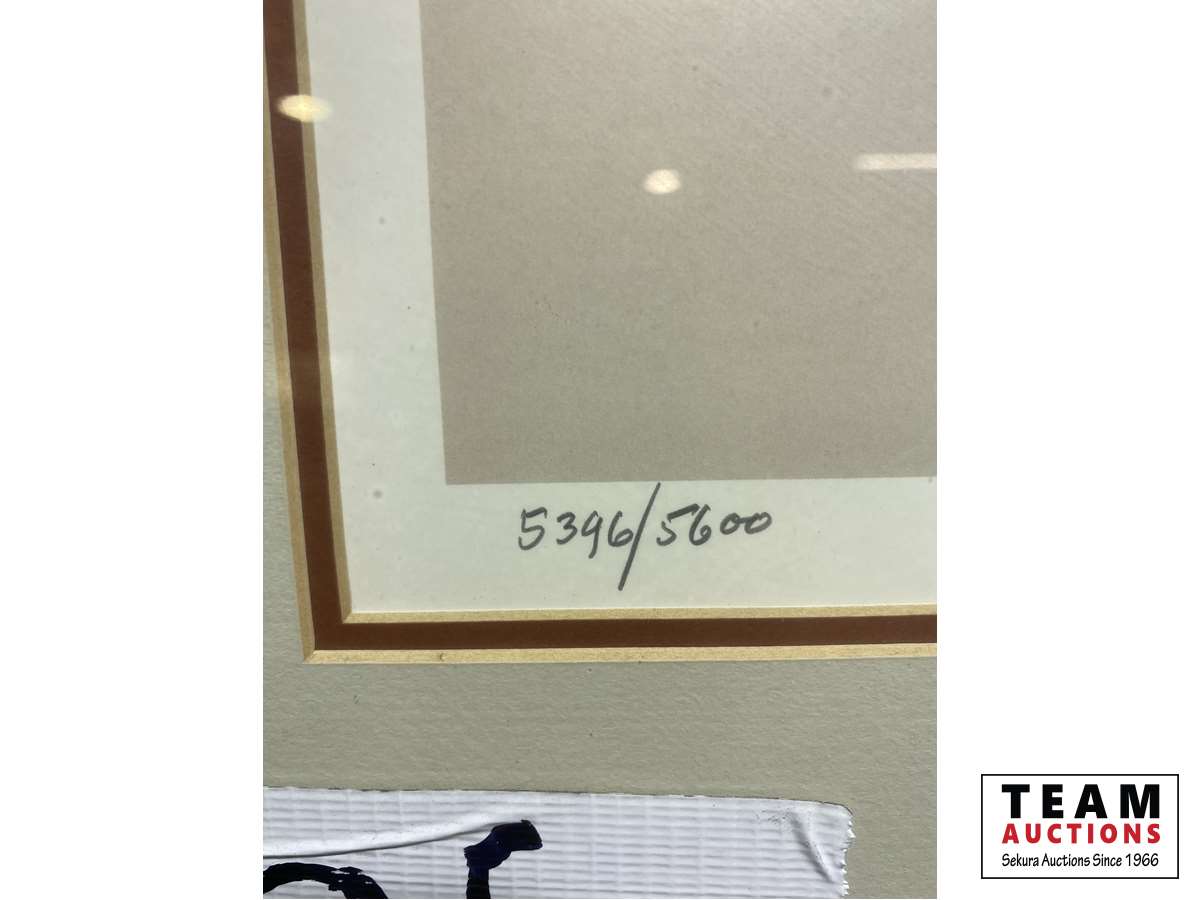 5396/5600
TEAM
AUCTIONS
Sekura Auctions Since 1966